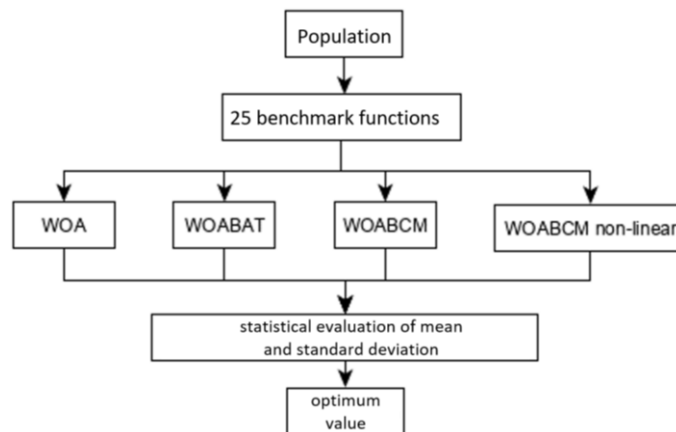 Population
25 benchmark functions
WOA
WOABAT
WOABCM
WOABCM non-linear
statistical evaluation of mean
and standard deviation
optimum
value